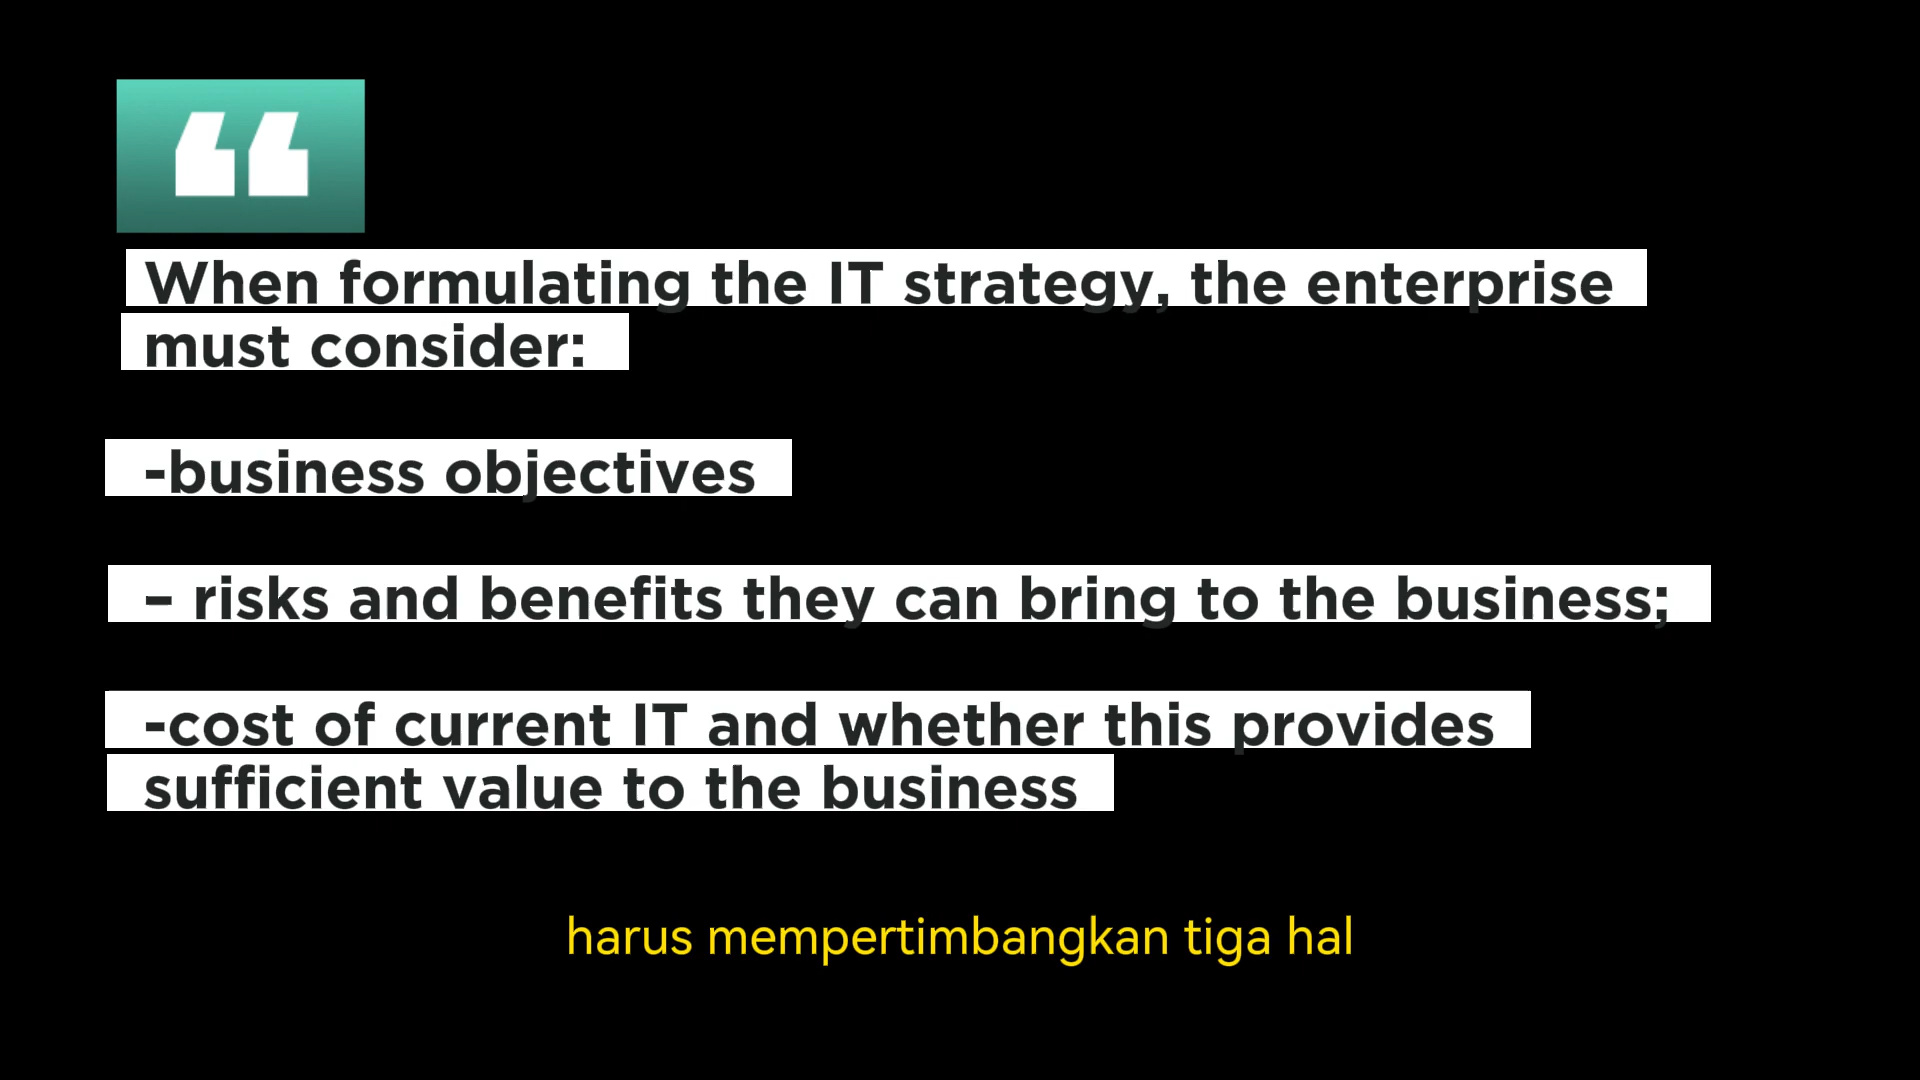 “
When formulating the IT strategy, the enterprise
must consider:
-business objectives
– risks and benefits they can bring to the business;
-cost of current IT and whether this provides
sufficient value to the business
harus mempertimbangkan tiga hal